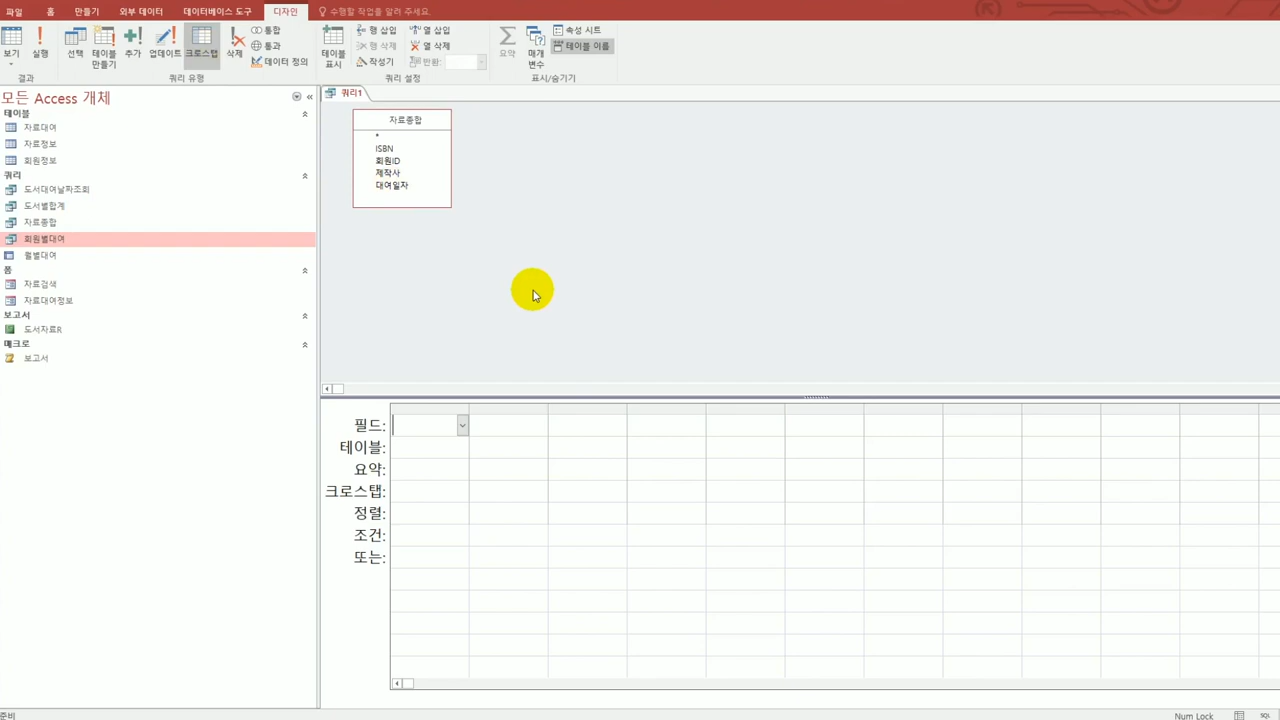 파일 홈 만들기 외부 데이터 데이터베이스 도구 디자인 수행할 작업을 알려 주세요.
보기 실행 선택 테이블 만들기 추가 업데이트 크로스탭 삭제
통합
통과
데이터 정의
테이블 표시
행 삽입
행 삭제
작성기
열 삽입
열 삭제
반환:
요약
매개 변수
속성 시트
테이블 이름
결과 쿼리 유형 쿼리 설정 표시/숨기기
모든 Access 개체
테이블
자료대여
자료정보
회원정보
쿼리
도서대여날짜조회
도서별합계
자료종합
회원별대여
월별대여
폼
자료검색
자료대여정보
보고서
도서자료R
매크로
보고서
쿼리1
자료종합
*
ISBN
회원ID
제작사
대여일자
필드:
테이블:
요약:
크로스탭:
정렬:
조건:
또는:
준비
Num Lock
SQL